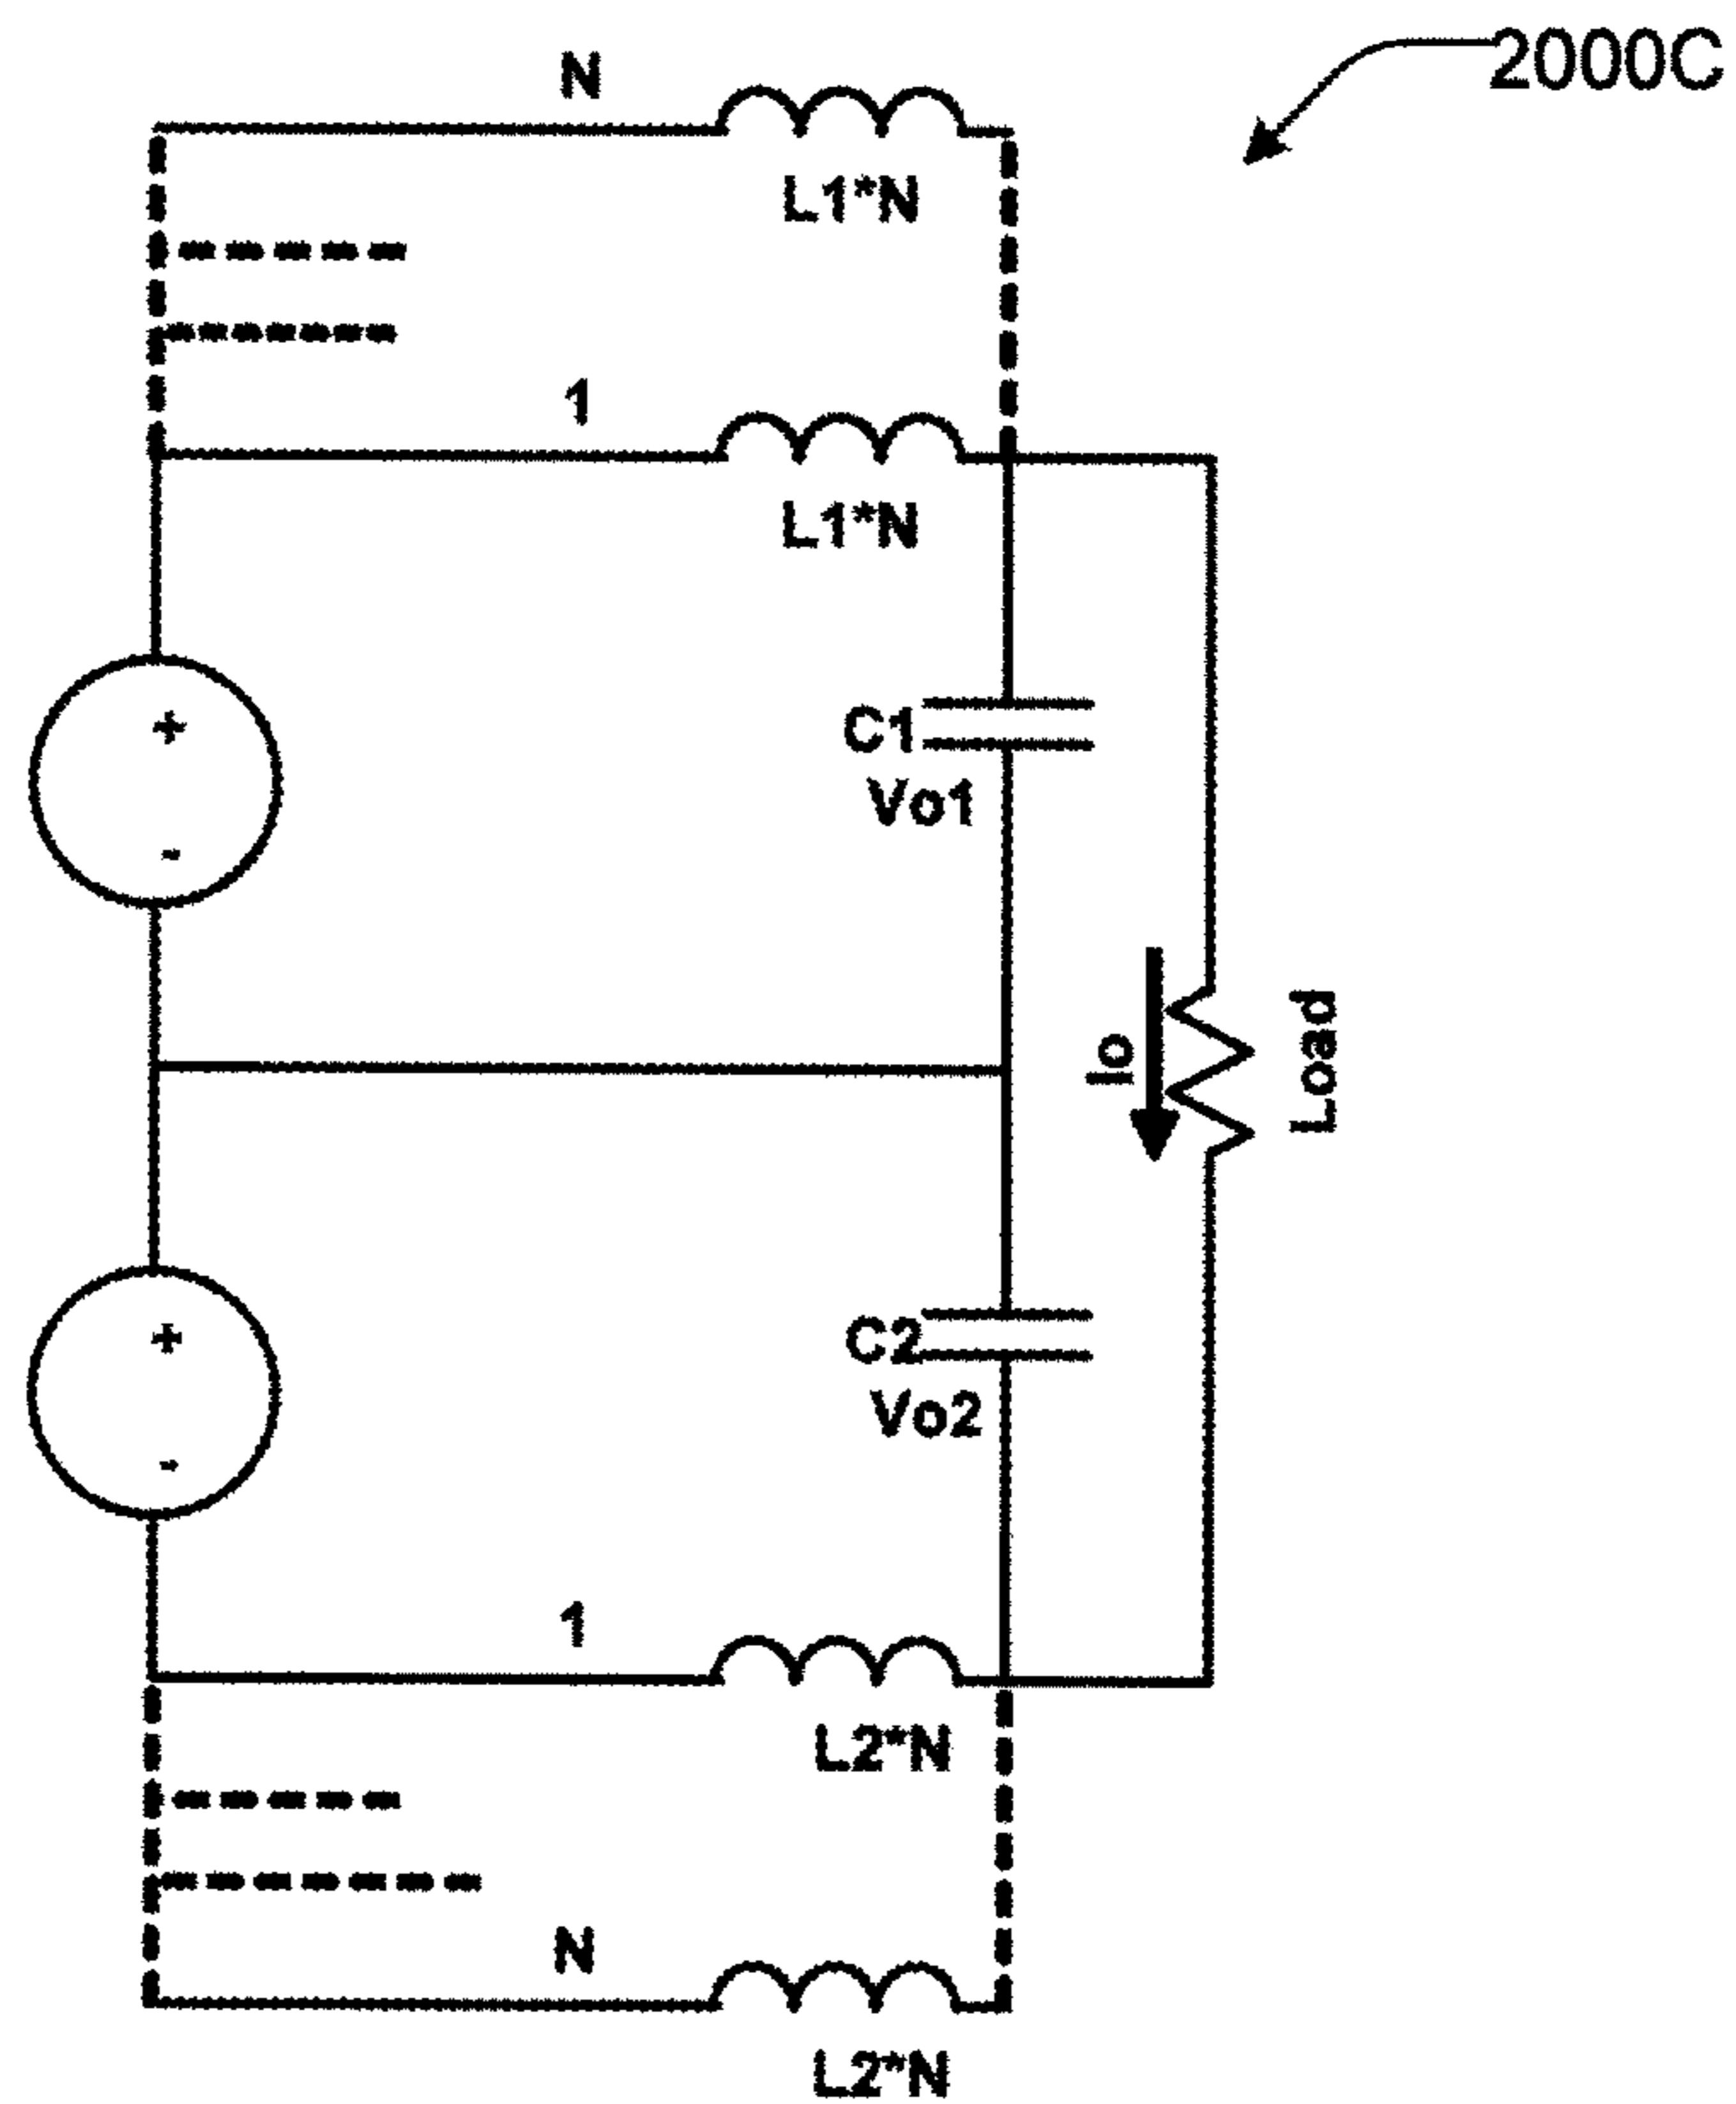 2000C
N
L1*N
1
L1*N
+
C1
Vo1
-
Io
Load
+
C2
Vo2
-
1
L2*N
N
L2*N